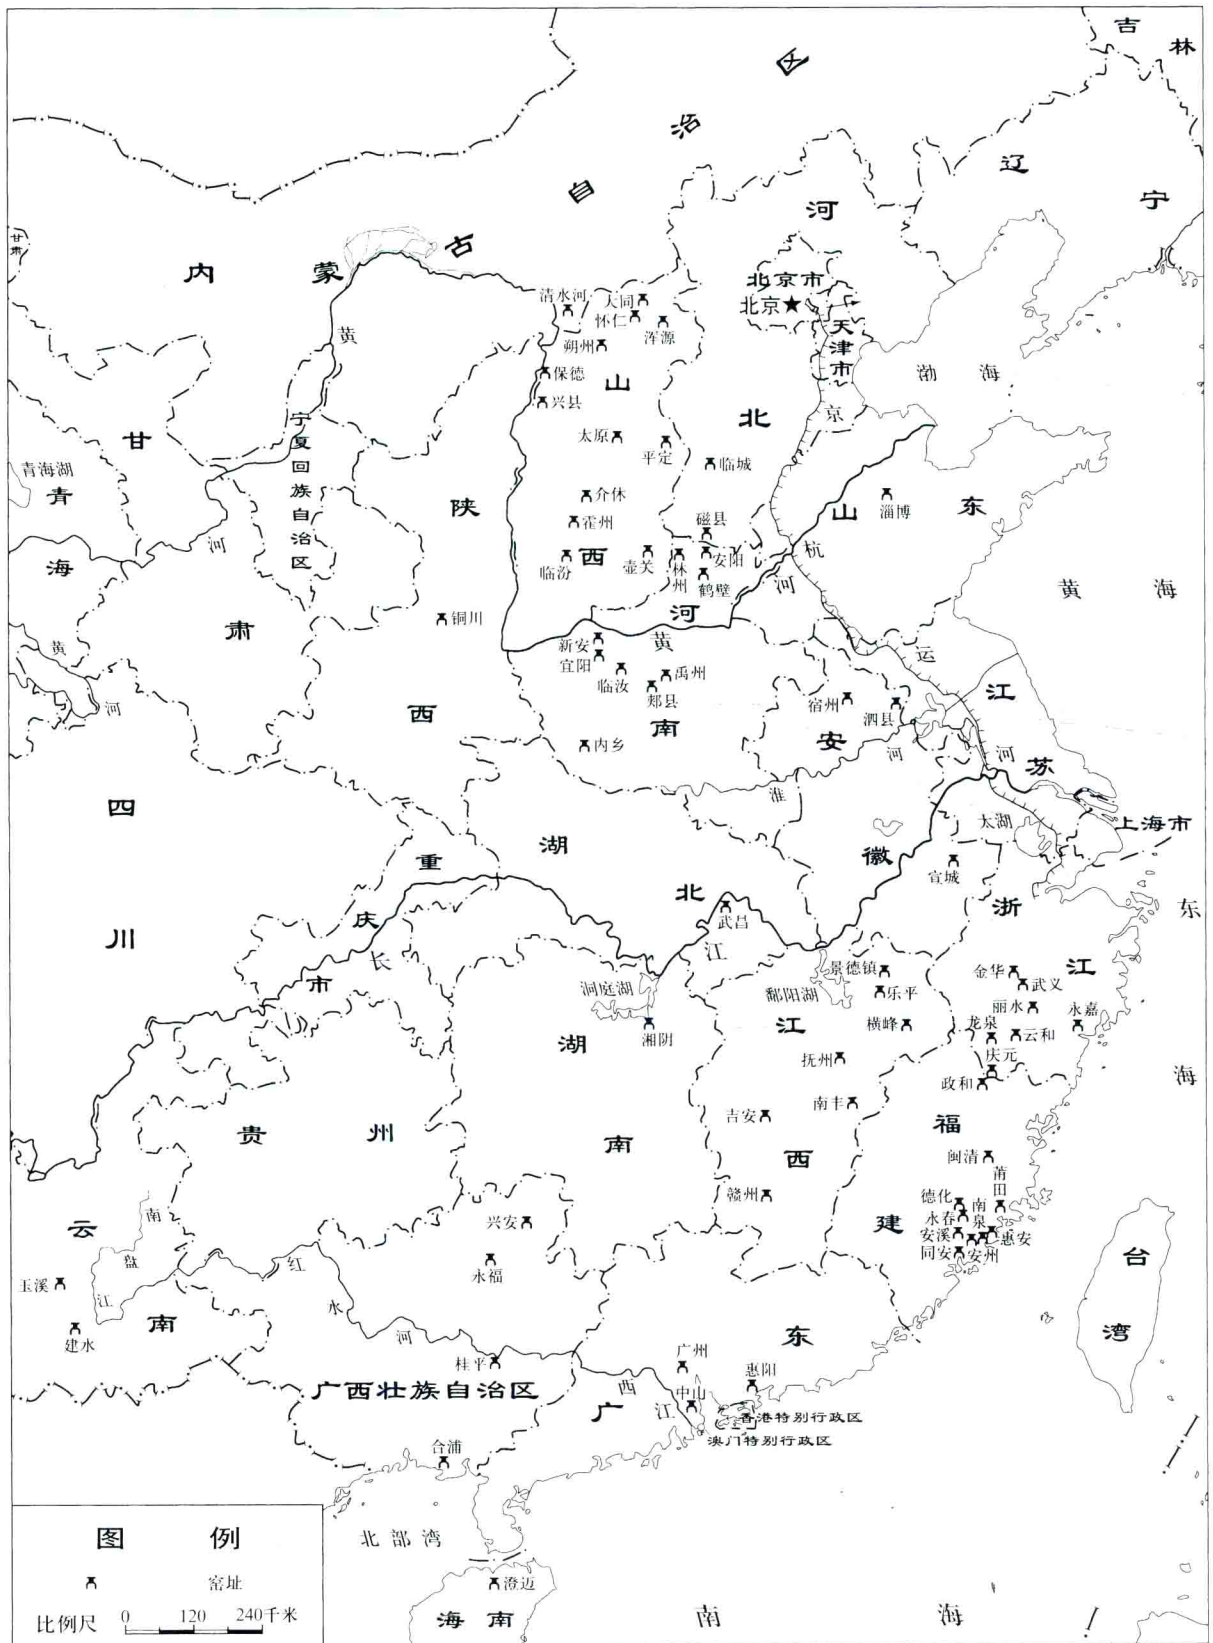 吉
林
区
治
辽
自
宁
河
古
甘肃
内
蒙
北京市
北京
清水河
大同
怀仁
浑源
天津市
黄
朔州
保德
山
渤
海
兴县
北
京
宁夏回族自治区
甘
太原
平定
临城
青海湖
青
介休
陕
淄博
山
东
霍州
磁县
河
杭
海
西
临汾
壶关
林州
安阳
鹤壁
河
黄
海
铜川
河
肃
新安
黄
宜阳
运
黄
临汝
禹州
郏县
江
河
西
南
宿州
泗县
安
内乡
河
河
苏
四
淮
太湖
上海市
湖
重
徽
宣城
北
浙
东
庆
武昌
川
长
江
市
景德镇
金华
江
洞庭湖
鄱阳湖
乐平
武义
丽水
永嘉
湖
湘阴
江
横峰
龙泉
云和
抚州
庆元
海
政和
南丰
吉安
贵
州
福
南
西
闽清
莆田
赣州
德化
南
云
南
兴安
永春
泉
建
安溪
惠安
盘
红
同安
安州
台
玉溪
永福
江
水
南
建水
河
东
湾
桂平
广州
惠阳
广西壮族自治区
西
中山
广
江
香港特别行政区
澳门特别行政区
合浦
图 例
北部湾
窑址
澄迈
比例尺 0 120 240千米
海南
南
海